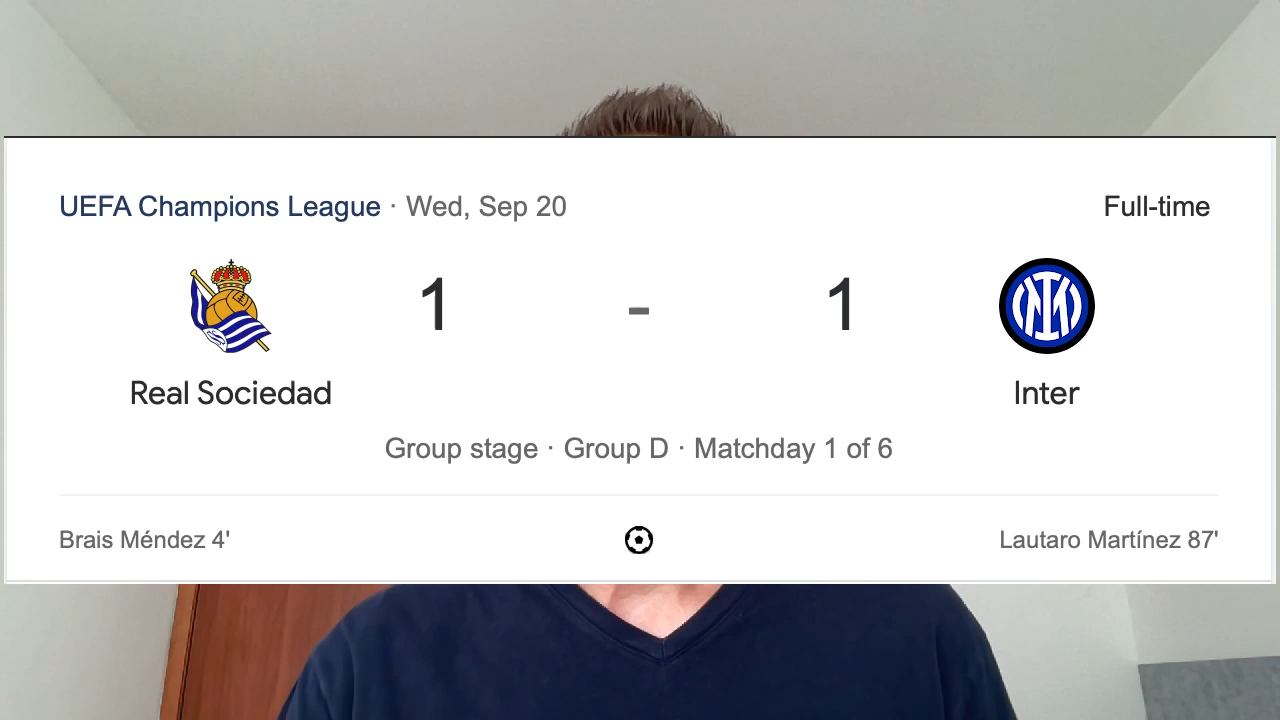 UEFA Champions League · Wed, Sep 20 Full-time
1 - 1
Real Sociedad Inter
Group stage · Group D · Matchday 1 of 6
Brais Méndez 4' Lautaro Martínez 87'